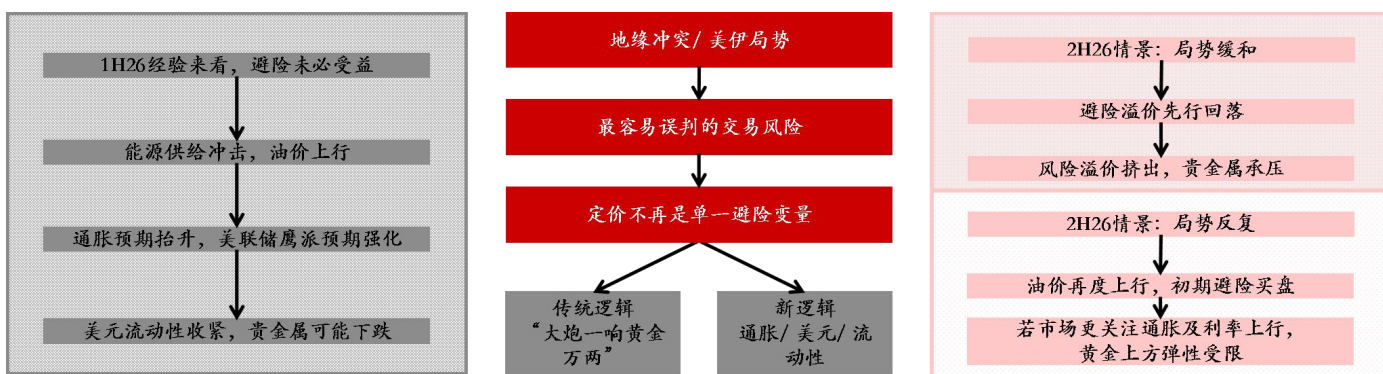 1H26经验来看，避险未必受益
能源供给冲击，油价上行
通胀预期抬升，美联储鹰派预期强化
美元流动性收紧，贵金属可能下跌
地缘冲突/ 美伊局势
最容易误判的交易风险
定价不再是单一避险变量
传统逻辑
“大炮一响黄金
万两”
新逻辑
通胀/ 美元/ 流
动性
2H26情景：局势缓和
避险溢价先行回落
风险溢价挤出，贵金属承压
2H26情景：局势反复
油价再度上行，初期避险买盘
若市场更关注通胀及利率上行，
黄金上方弹性受限